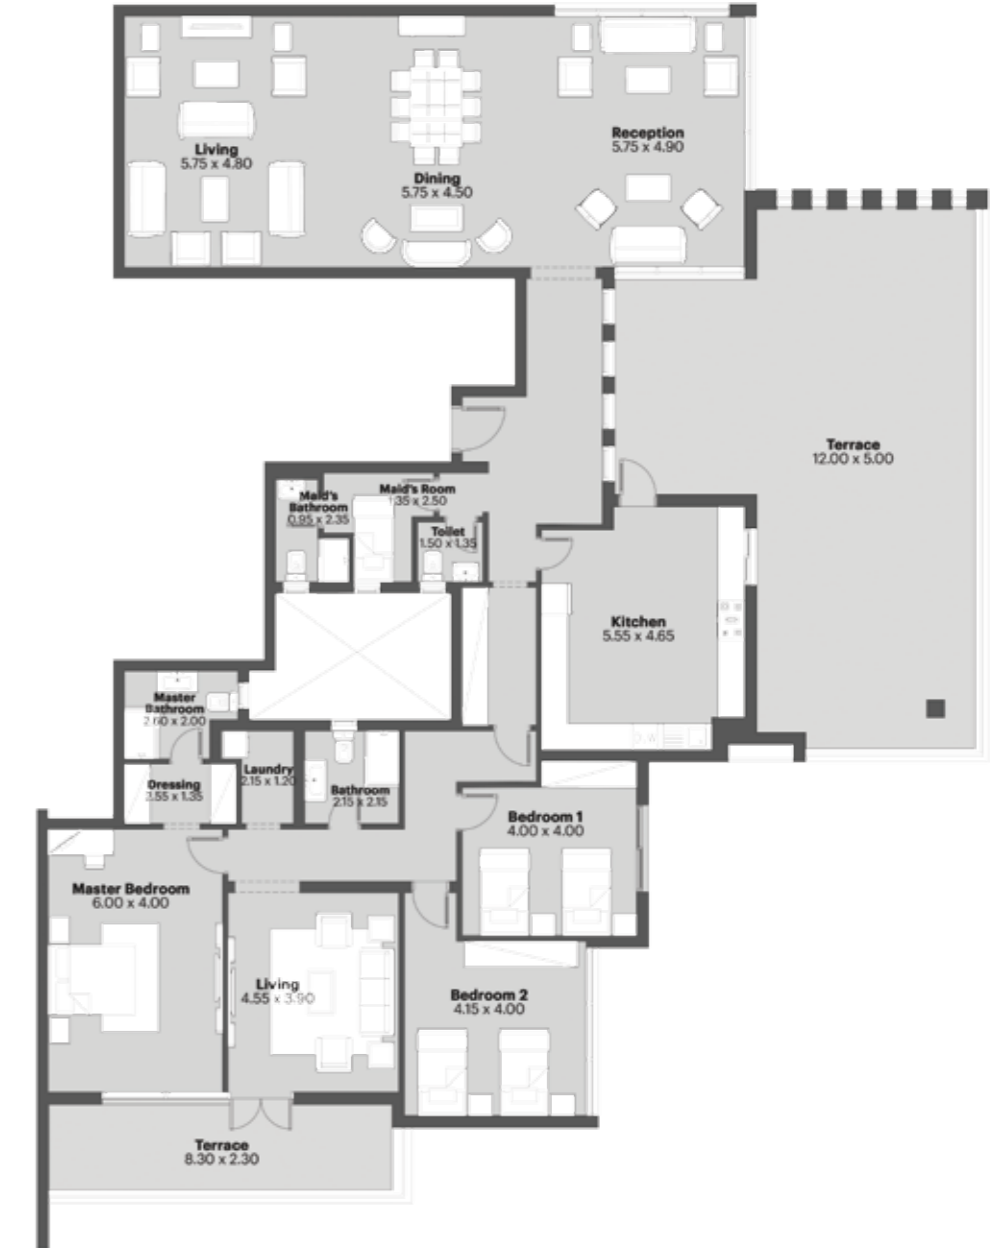 Reception
5.75 x 4.90
Living
5.75 x 4.80
Dining
5.75 x 4.50
Terrace
12.00 x 5.00
Maid's Room
.35 x 2.50
Maid's
Bathroom
0.95 x 2.35
Toilet
1.50 x 1.35
Kitchen
5.55 x 4.65
Master
Bathroom
2.60 x 2.00
Laundry
2.15 x 1.20
Dressing
2.55 x 1.35
Bathroom
2.15 x 2.15
Bedroom 1
4.00 x 4.00
Master Bedroom
6.00 x 4.00
Living
4.55 x 3.90
Bedroom 2
4.15 x 4.00
Terrace
8.30 x 2.30